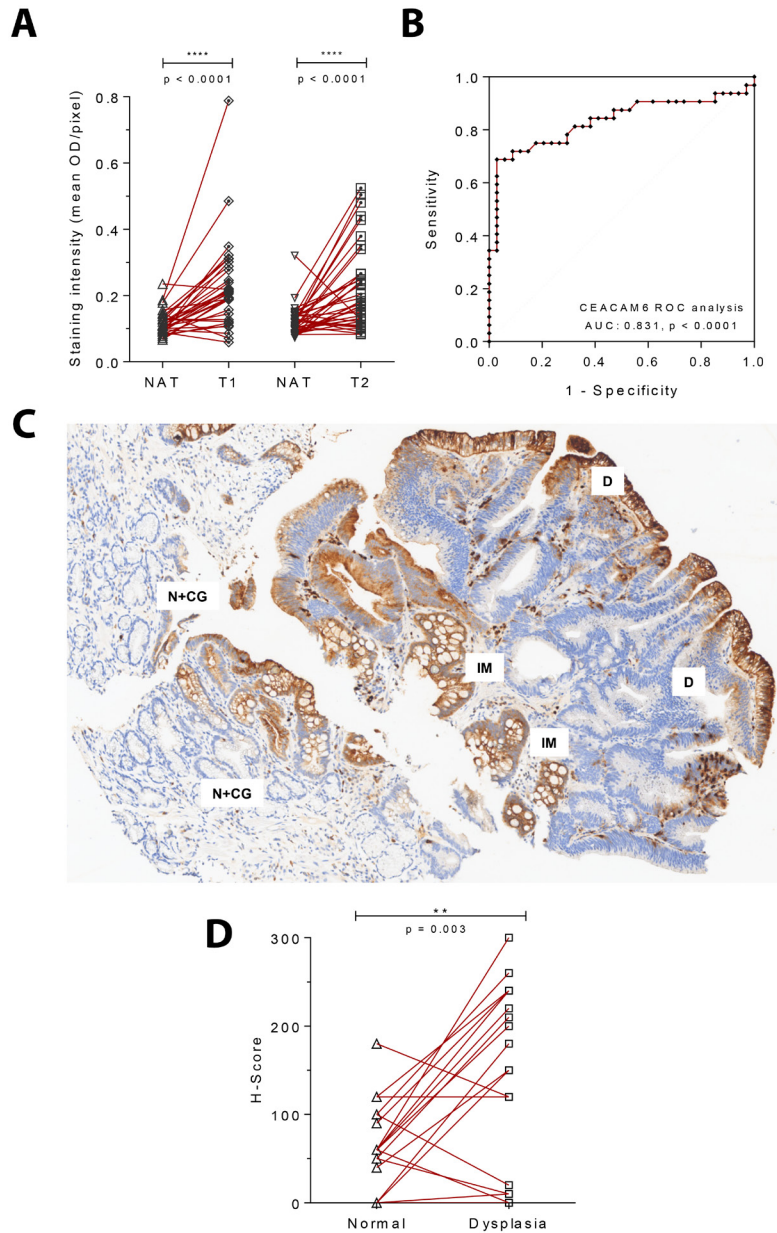 A
****
p < 0.0001
****
p < 0.0001
Staining intensity (mean OD/pixel)
0.8
0.6
0.4
0.2
0.0
NAT
T1
NAT
T2
B
Sensitivity
1.0
0.8
0.6
0.4
0.2
0.0
CEACAM6 ROC analysis
AUC: 0.831, p < 0.0001
0.0 0.2 0.4 0.6 0.8 1.0
1 - Specificity
C
D
N+CG
IM
D
IM
N+CG
D
**
p = 0.003
H-Score
300
200
100
0
Normal
Dysplasia